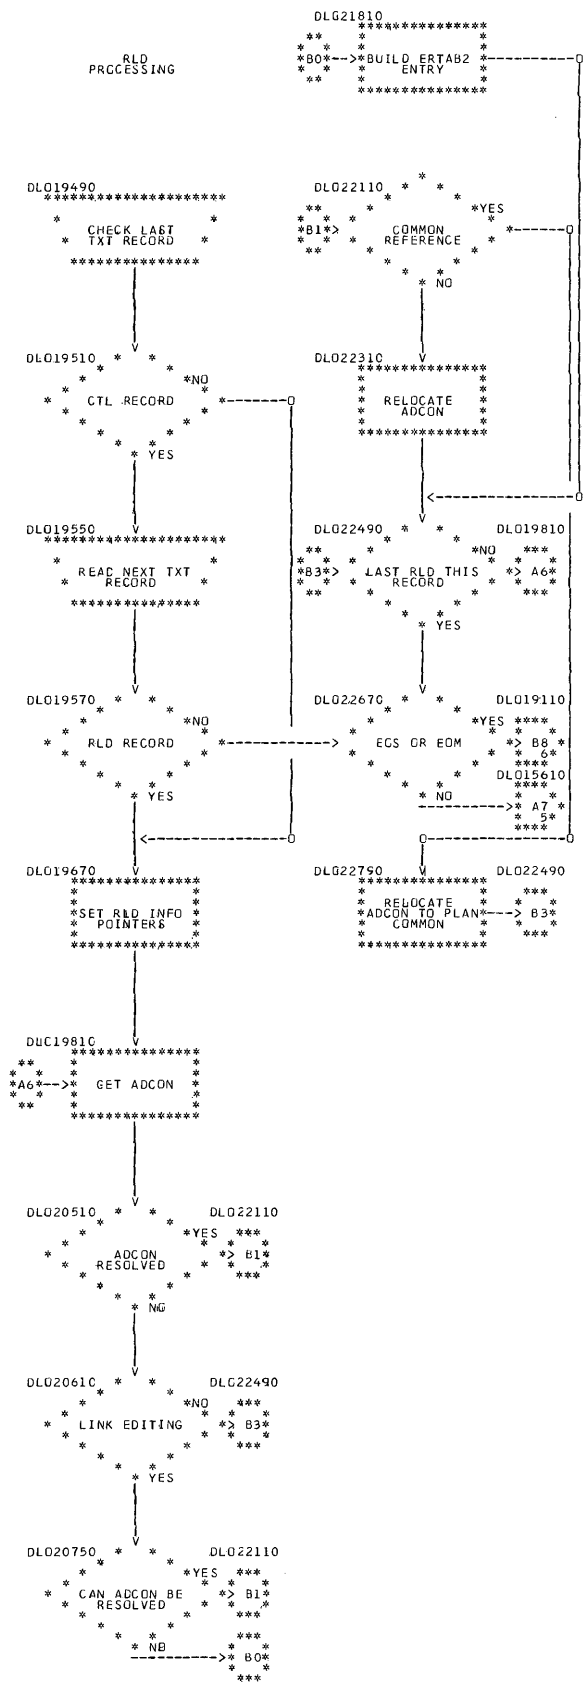 RLD
PROCESSING
DLO19490
CHECK LAST
TXT RECORD
DLO19510
NO
CTL RECORD
YES
DLO19550
READ NEXT TXT
RECORD
DLO19570
NO
RLD RECORD
YES
DLO19670
SET RLD INFO
POINTERS
DLO19810
A6
GET ADCON
DLO20510
DLO22110
YES
ADCON
RESOLVED
B1
NO
DLO20610
DLO22490
NO
LINK EDITING
B3
YES
DLO20750
DLO22110
YES
CAN ADCON BE
RESOLVED
B1
NO
B0
DLO21810
B0
BUILD ERTAB2
ENTRY
DLO22110
YES
B1
COMMON
REFERENCE
NO
DLO22310
RELOCATE
ADCON
DLO22490
DLO19810
NO
B3
LAST RLD THIS
RECORD
A6
YES
DLO22670
DLO19110
YES
EOS OR EOM
B8
6
DLO15610
NO
A7
5
DLO22790
DLO22490
RELOCATE
ADCON TO PLAN
COMMON
B3